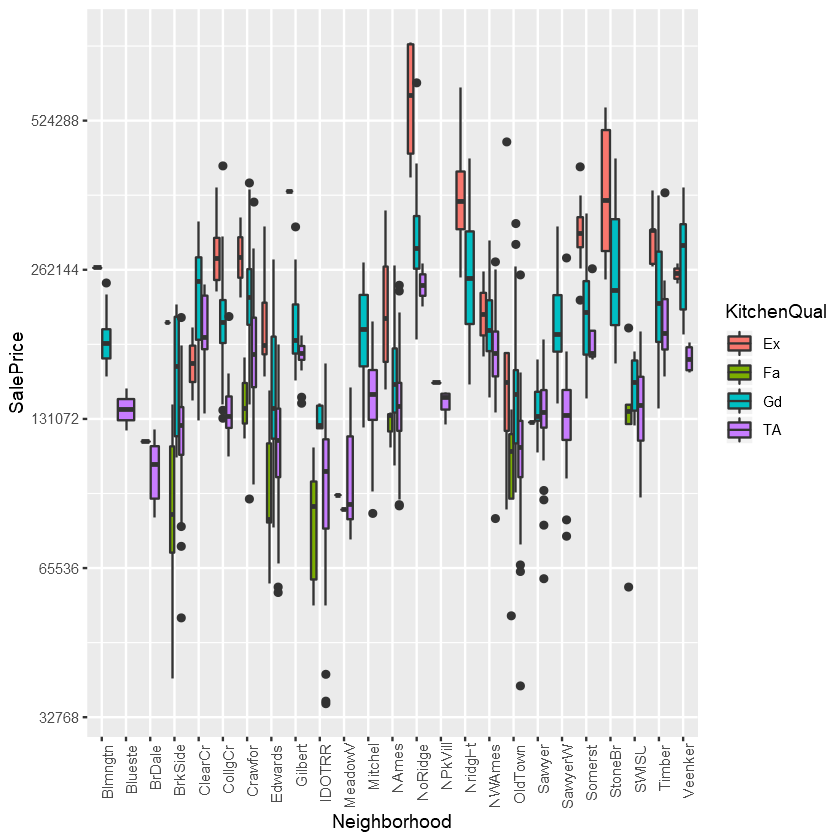 524288
262144
131072
65536
32768
SalePrice
Blmngtn
Blueste
BrDale
BrkSide
ClearCr
CollgCr
Crawfor
Edwards
Gilbert
IDOTRR
MeadowV
Mitchel
NAmes
NoRidge
NPkVill
NridgHt
NWAmes
OldTown
Sawyer
SawyerW
Somerst
StoneBr
SWISU
Timber
Veenker
Neighborhood
KitchenQual
Ex
Fa
Gd
TA